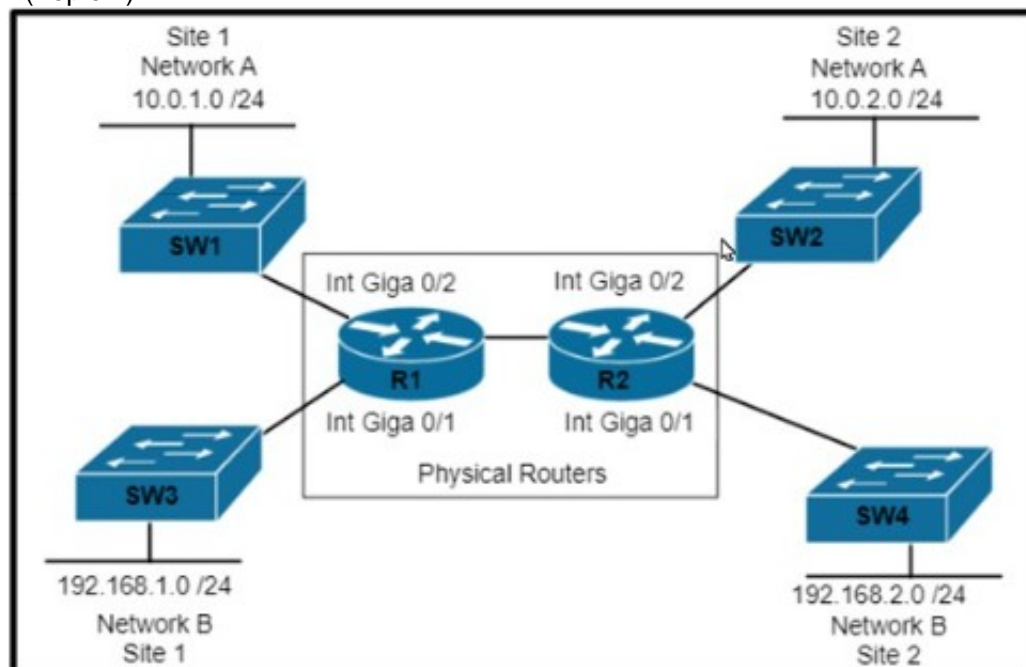 Site 1
Network A
10.0.1.0 /24
Site 2
Network A
10.0.2.0 /24
SW1
SW2
Int Giga 0/2
Int Giga 0/2
R1
R2
Int Giga 0/1
Int Giga 0/1
Physical Routers
SW3
SW4
192.168.1.0 /24
Network B
Site 1
192.168.2.0 /24
Network B
Site 2